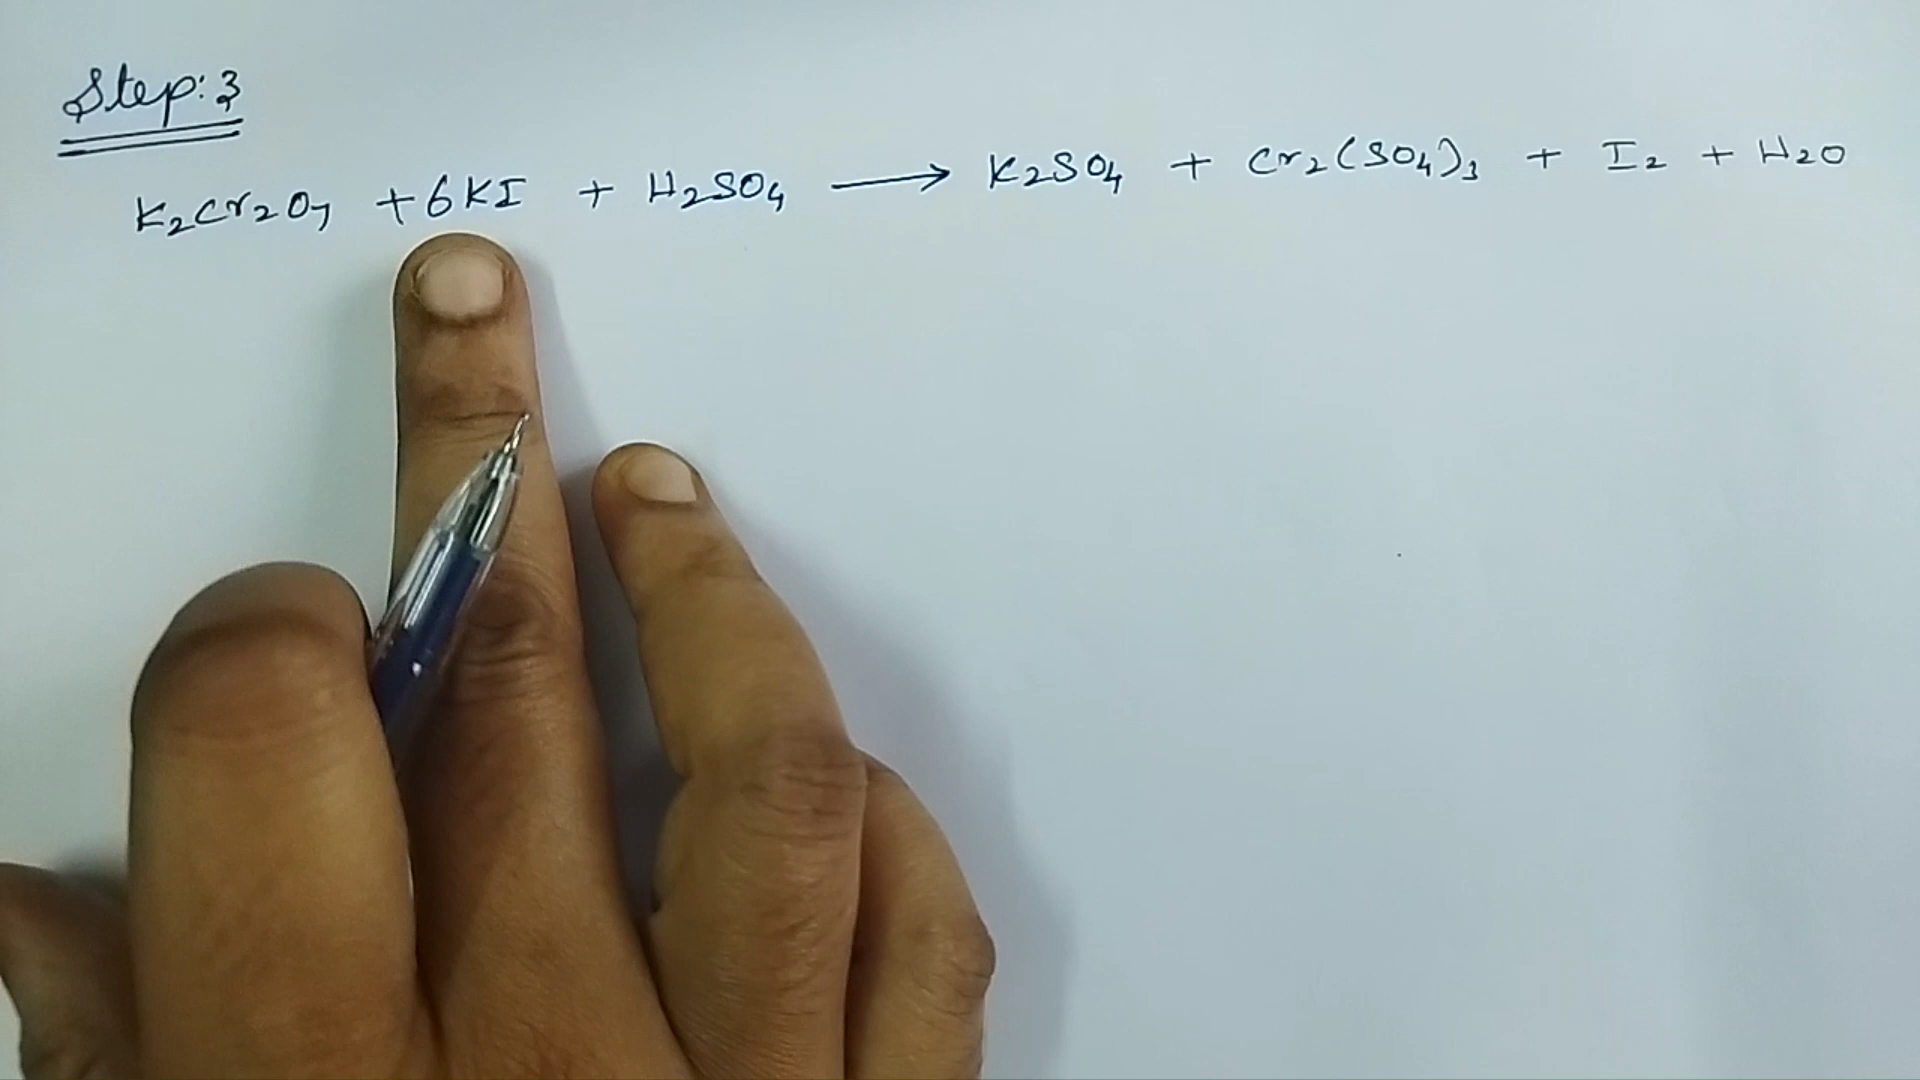 Step: 3
K₂Cr₂O₇ + 6KI + H₂SO₄ ⟶ K₂SO₄ + Cr₂(SO₄)₃ + I₂ + H₂O